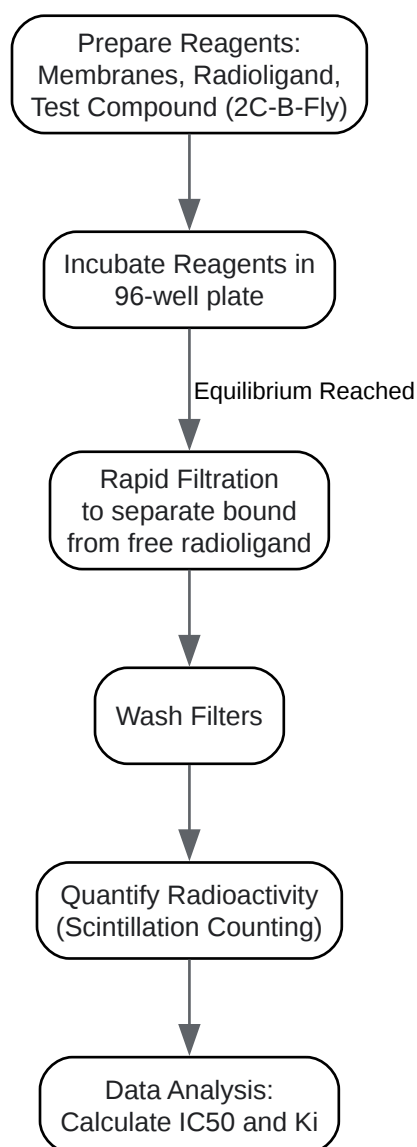 Prepare Reagents:
Membranes, Radioligand,
Test Compound (2C-B-Fly)
Incubate Reagents in
96-well plate
Equilibrium Reached
Rapid Filtration
to separate bound
from free radioligand
Wash Filters
Quantify Radioactivity
(Scintillation Counting)
Data Analysis:
Calculate IC50 and Ki